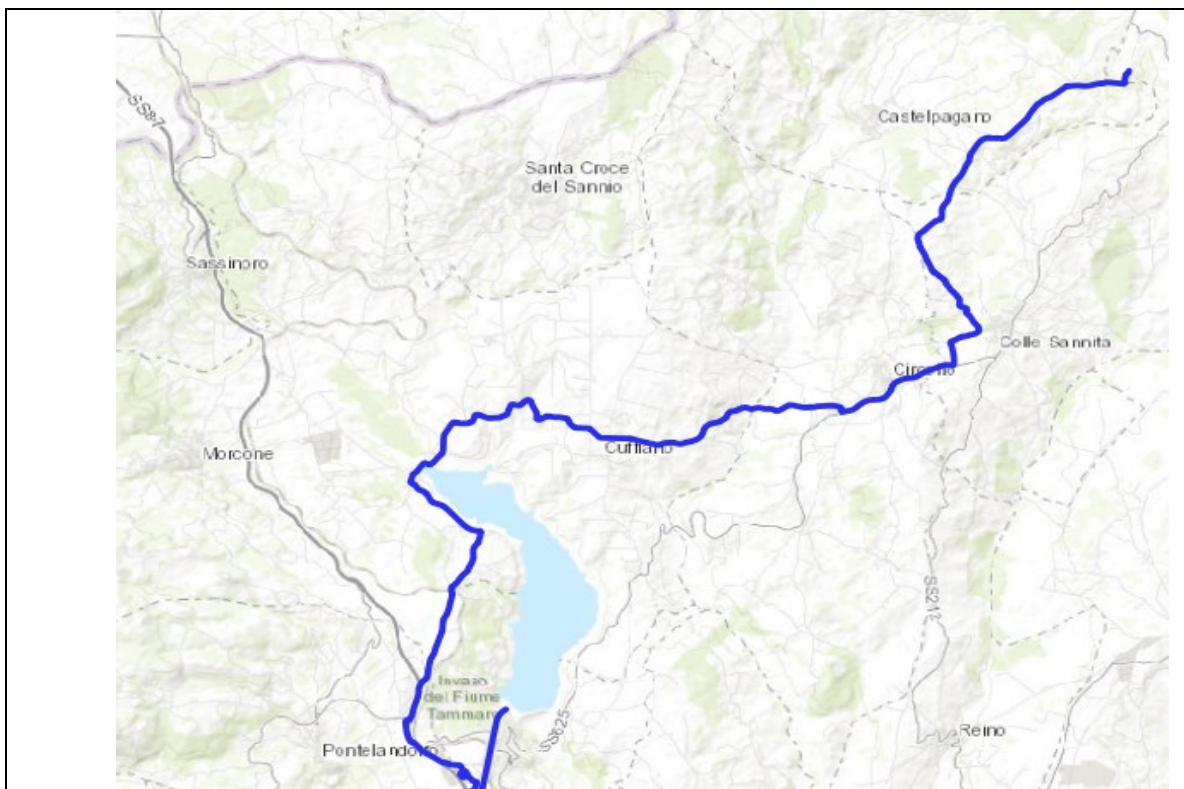 SS87
Castelpagano
Santa Croce
del Sannio
Sassinoro
Colle Sannita
Circello
Cuffiano
Morcone
SS212
Invaso
del Fiume
Tammaro
SS625
Reino
Pontelandolfo